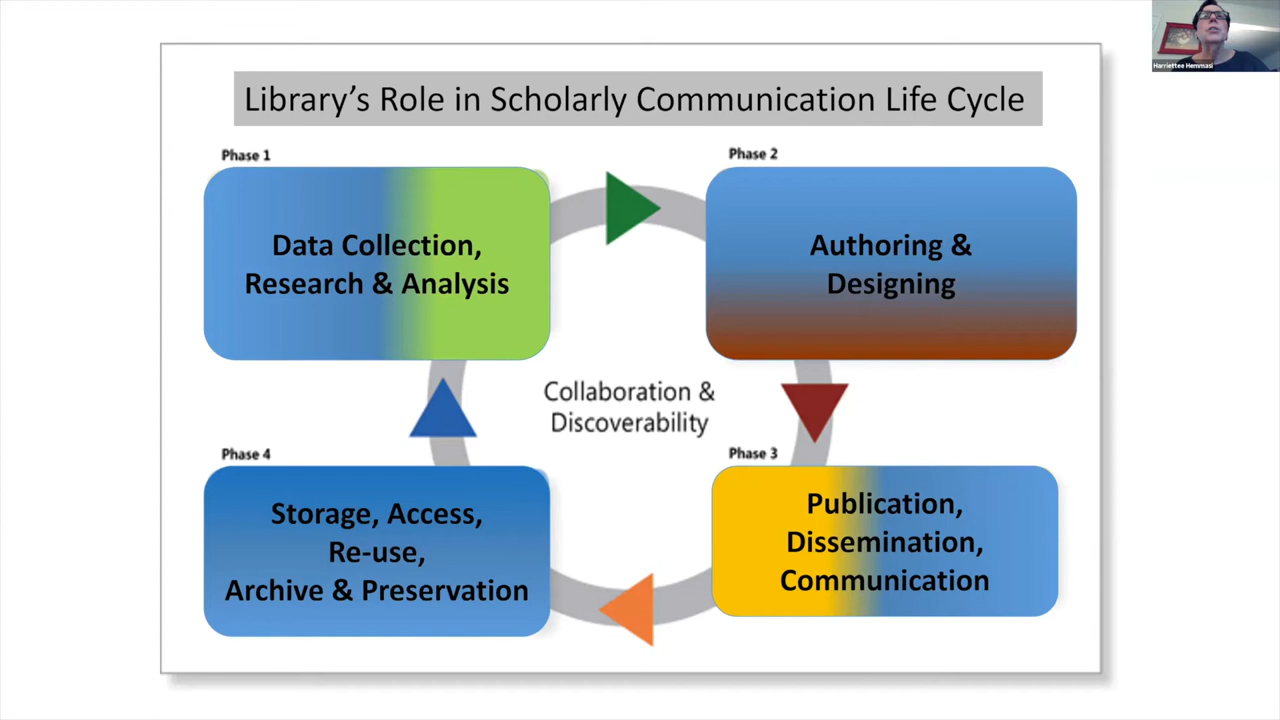 Harriettee Hemmasi
Library's Role in Scholarly Communication Life Cycle
Phase 1
Data Collection,
Research & Analysis
Phase 2
Authoring &
Designing
Collaboration &
Discoverability
Phase 3
Publication,
Dissemination,
Communication
Phase 4
Storage, Access,
Re-use,
Archive & Preservation